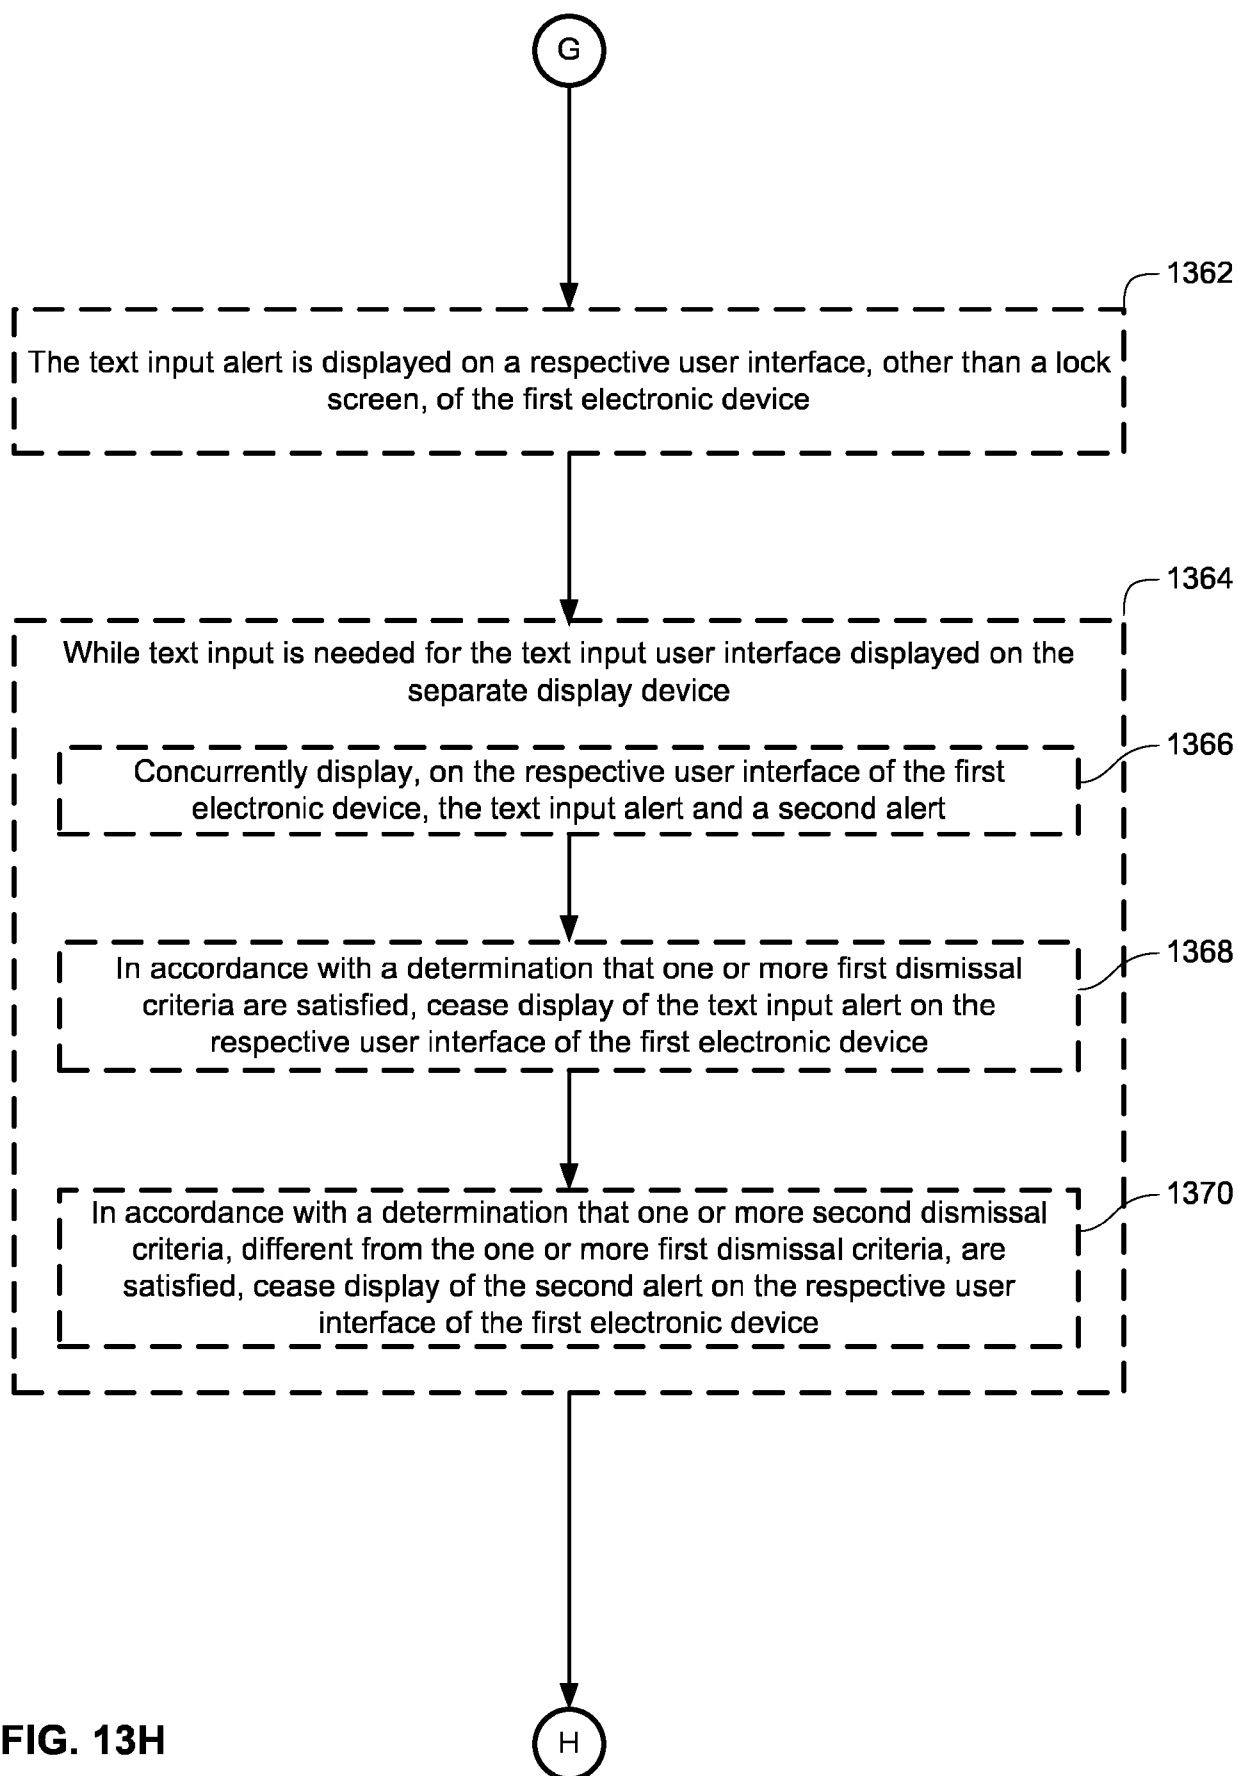 G
1362
The text input alert is displayed on a respective user interface, other than a lock
screen, of the first electronic device
1364
While text input is needed for the text input user interface displayed on the
separate display device
1366
Concurrently display, on the respective user interface of the first
electronic device, the text input alert and a second alert
1368
In accordance with a determination that one or more first dismissal
criteria are satisfied, cease display of the text input alert on the
respective user interface of the first electronic device
1370
In accordance with a determination that one or more second dismissal
criteria, different from the one or more first dismissal criteria, are
satisfied, cease display of the second alert on the respective user
interface of the first electronic device
FIG. 13H
H